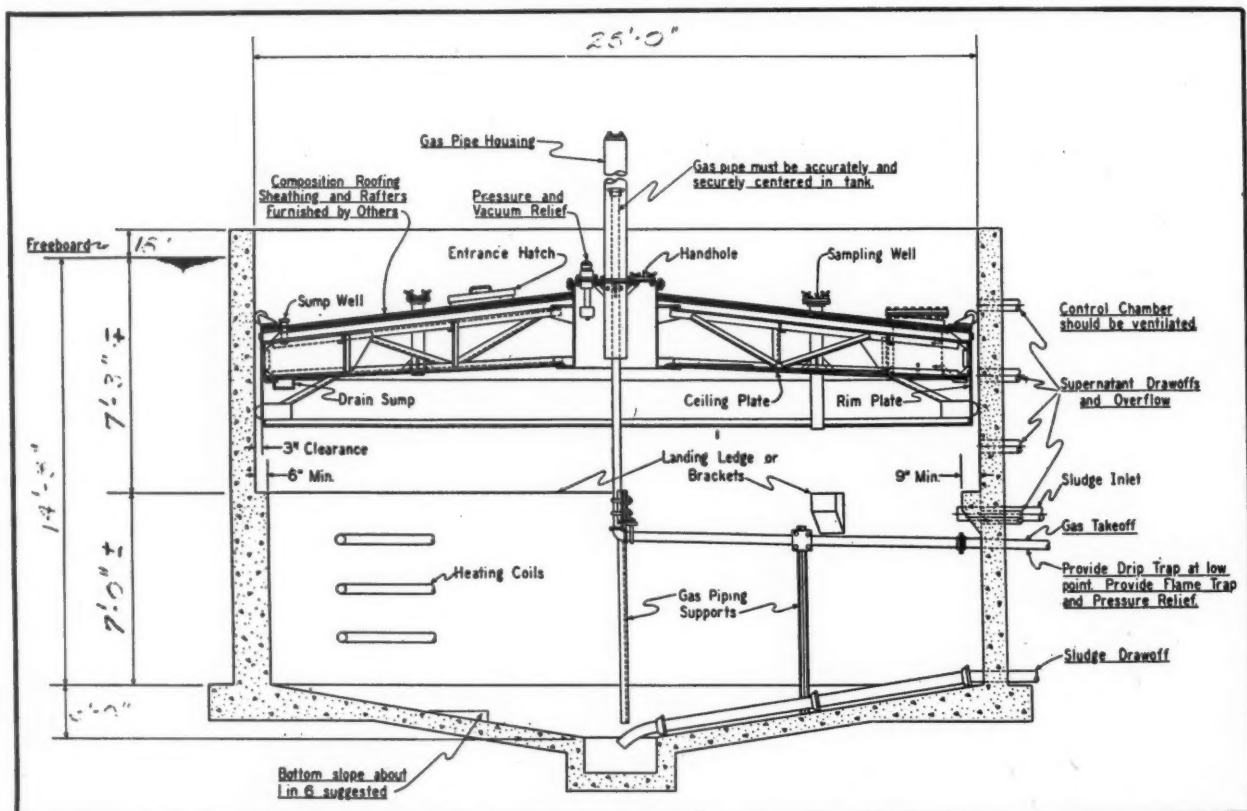 Gas Pipe Housing
Gas pipe must be accurately and
securely centered in tank.
Composition Roofing
Sheathing and Rafters
Furnished by Others
Pressure and
Vacuum Relief
Freeboard
Entrance Hatch
Handhole
Sampling Well
Sump Well
Control Chamber
should be ventilated
7'-3" ±
Drain Sump
Ceiling Plate
Rim Plate
Supernatant Drawoffs
and Overflow
3" Clearance
6" Min.
Landing Ledge or
Brackets
9" Min.
Sludge Inlet
Gas Takeoff
7'-0" ±
Heating Coils
Gas Piping
Supports
Provide Drip Trap at low
point. Provide Flame Trap
and Pressure Relief.
Sludge Drawoff
Bottom slope about
1 in 6 suggested